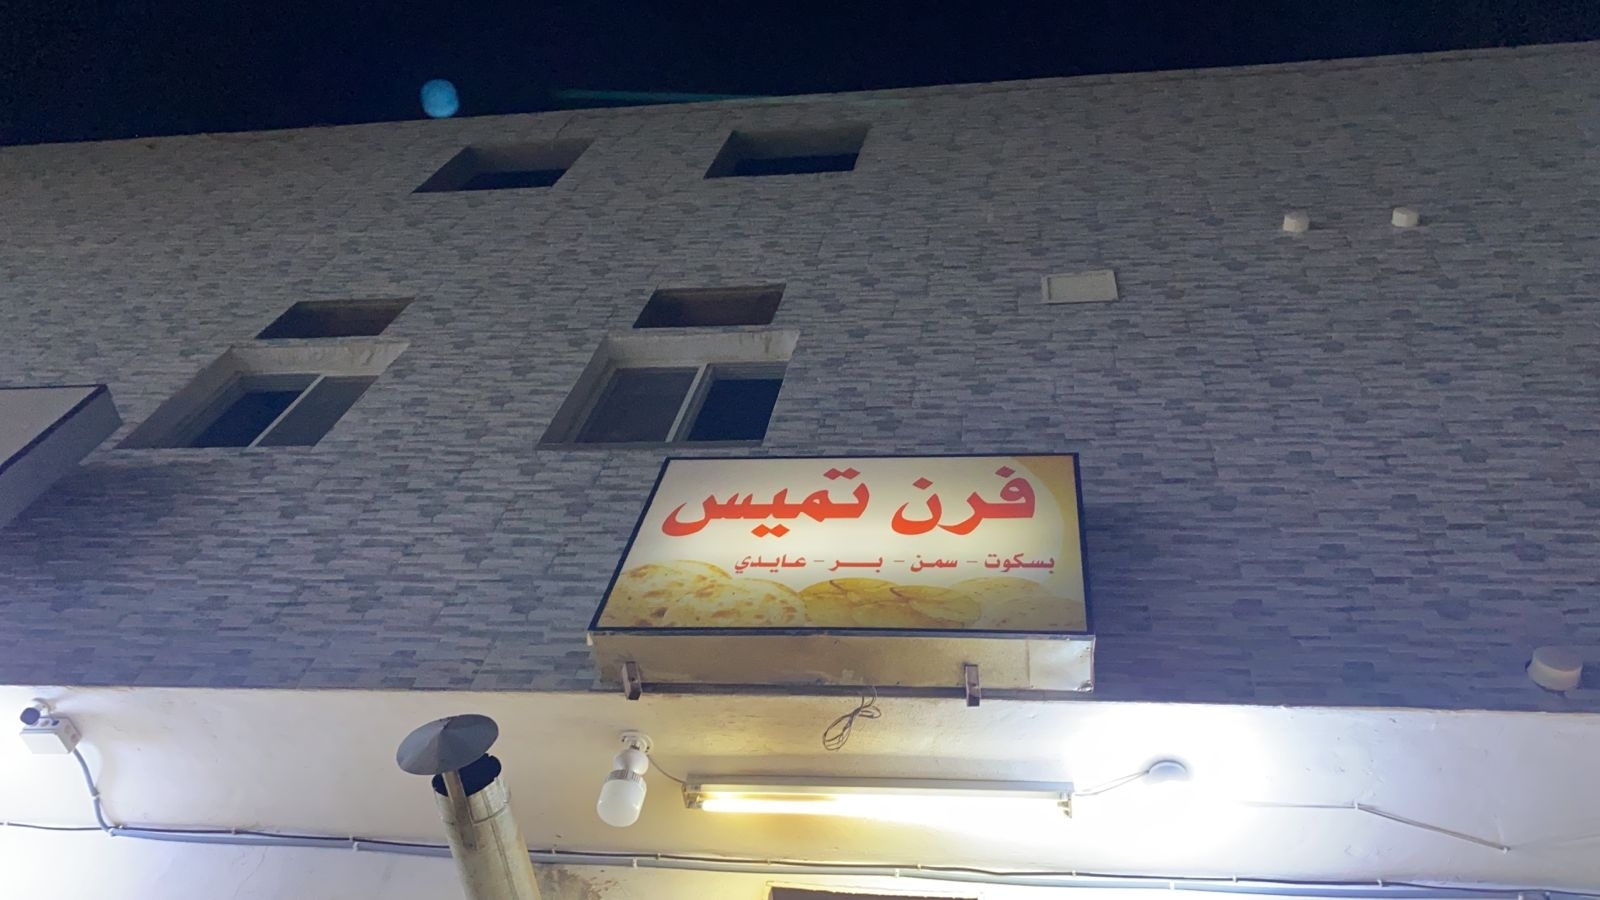 فرن تميس
بسكوت - سمن - بر - عايدي